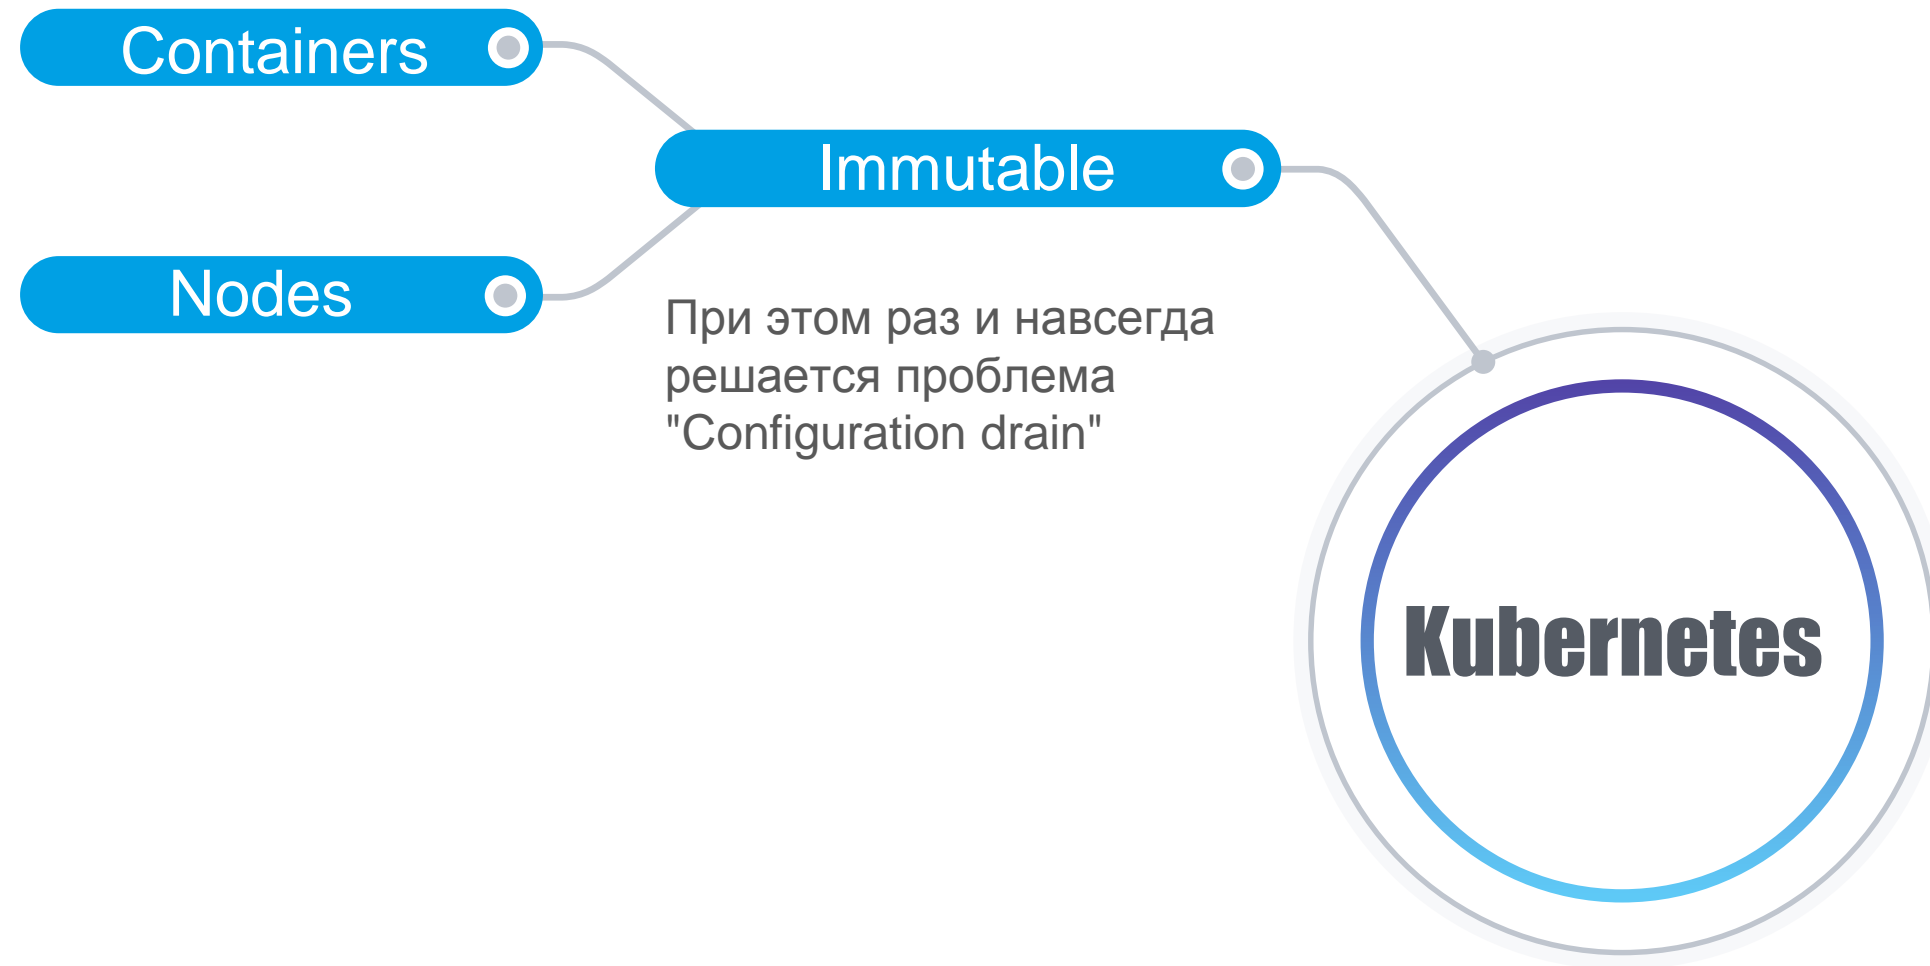 Containers
Immutable
Nodes
При этом раз и навсегда
решается проблема
"Configuration drain"
Kubernetes